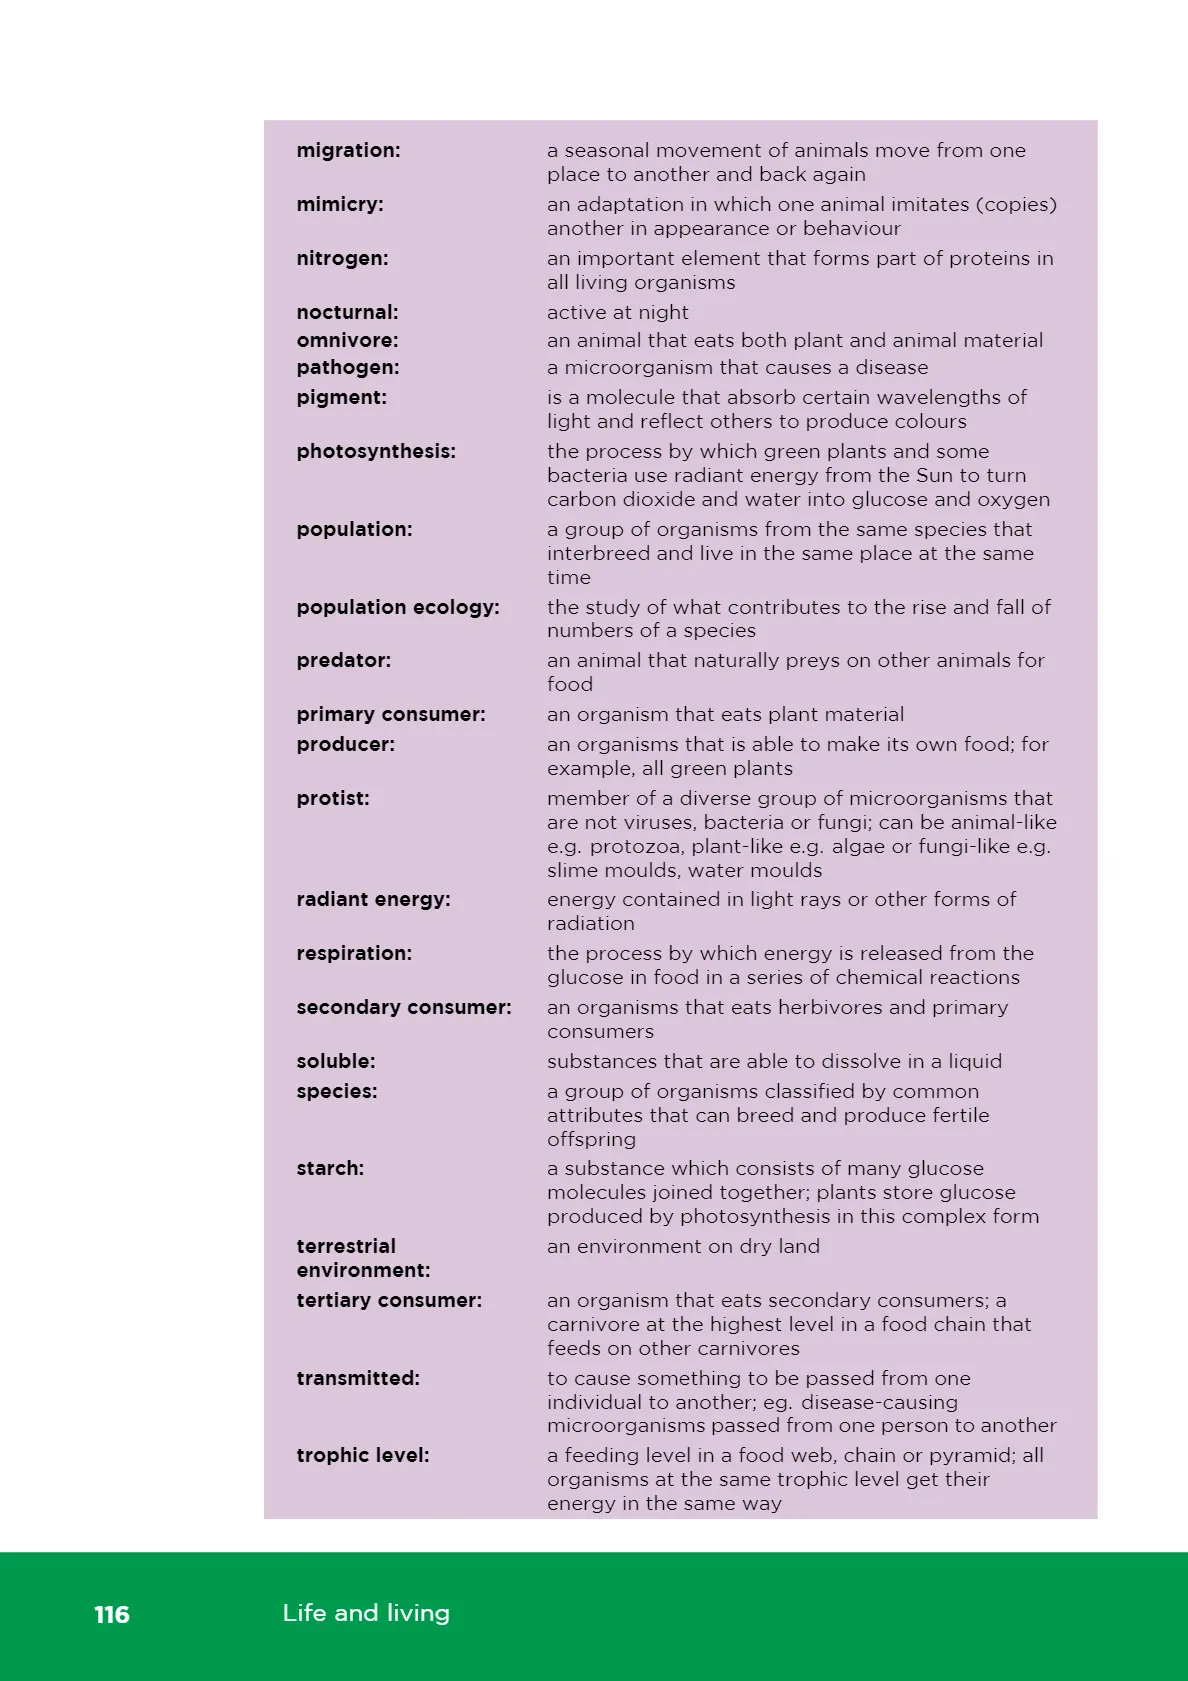 migration: a seasonal movement of animals move from one
place to another and back again
mimicry: an adaptation in which one animal imitates (copies)
another in appearance or behaviour
nitrogen: an important element that forms part of proteins in
all living organisms
nocturnal: active at night
omnivore: an animal that eats both plant and animal material
pathogen: a microorganism that causes a disease
pigment: is a molecule that absorb certain wavelengths of
light and reflect others to produce colours
photosynthesis: the process by which green plants and some
bacteria use radiant energy from the Sun to turn
carbon dioxide and water into glucose and oxygen
population: a group of organisms from the same species that
interbreed and live in the same place at the same
time
population ecology: the study of what contributes to the rise and fall of
numbers of a species
predator: an animal that naturally preys on other animals for
food
primary consumer: an organism that eats plant material
producer: an organisms that is able to make its own food; for
example, all green plants
protist: member of a diverse group of microorganisms that
are not viruses, bacteria or fungi; can be animal-like
e.g. protozoa, plant-like e.g. algae or fungi-like e.g.
slime moulds, water moulds
radiant energy: energy contained in light rays or other forms of
radiation
respiration: the process by which energy is released from the
glucose in food in a series of chemical reactions
secondary consumer: an organisms that eats herbivores and primary
consumers
soluble: substances that are able to dissolve in a liquid
species: a group of organisms classified by common
attributes that can breed and produce fertile
offspring
starch: a substance which consists of many glucose
molecules joined together; plants store glucose
produced by photosynthesis in this complex form
terrestrial an environment on dry land
environment:
tertiary consumer: an organism that eats secondary consumers; a
carnivore at the highest level in a food chain that
feeds on other carnivores
transmitted: to cause something to be passed from one
individual to another; eg. disease-causing
microorganisms passed from one person to another
trophic level: a feeding level in a food web, chain or pyramid; all
organisms at the same trophic level get their
energy in the same way
116 Life and living